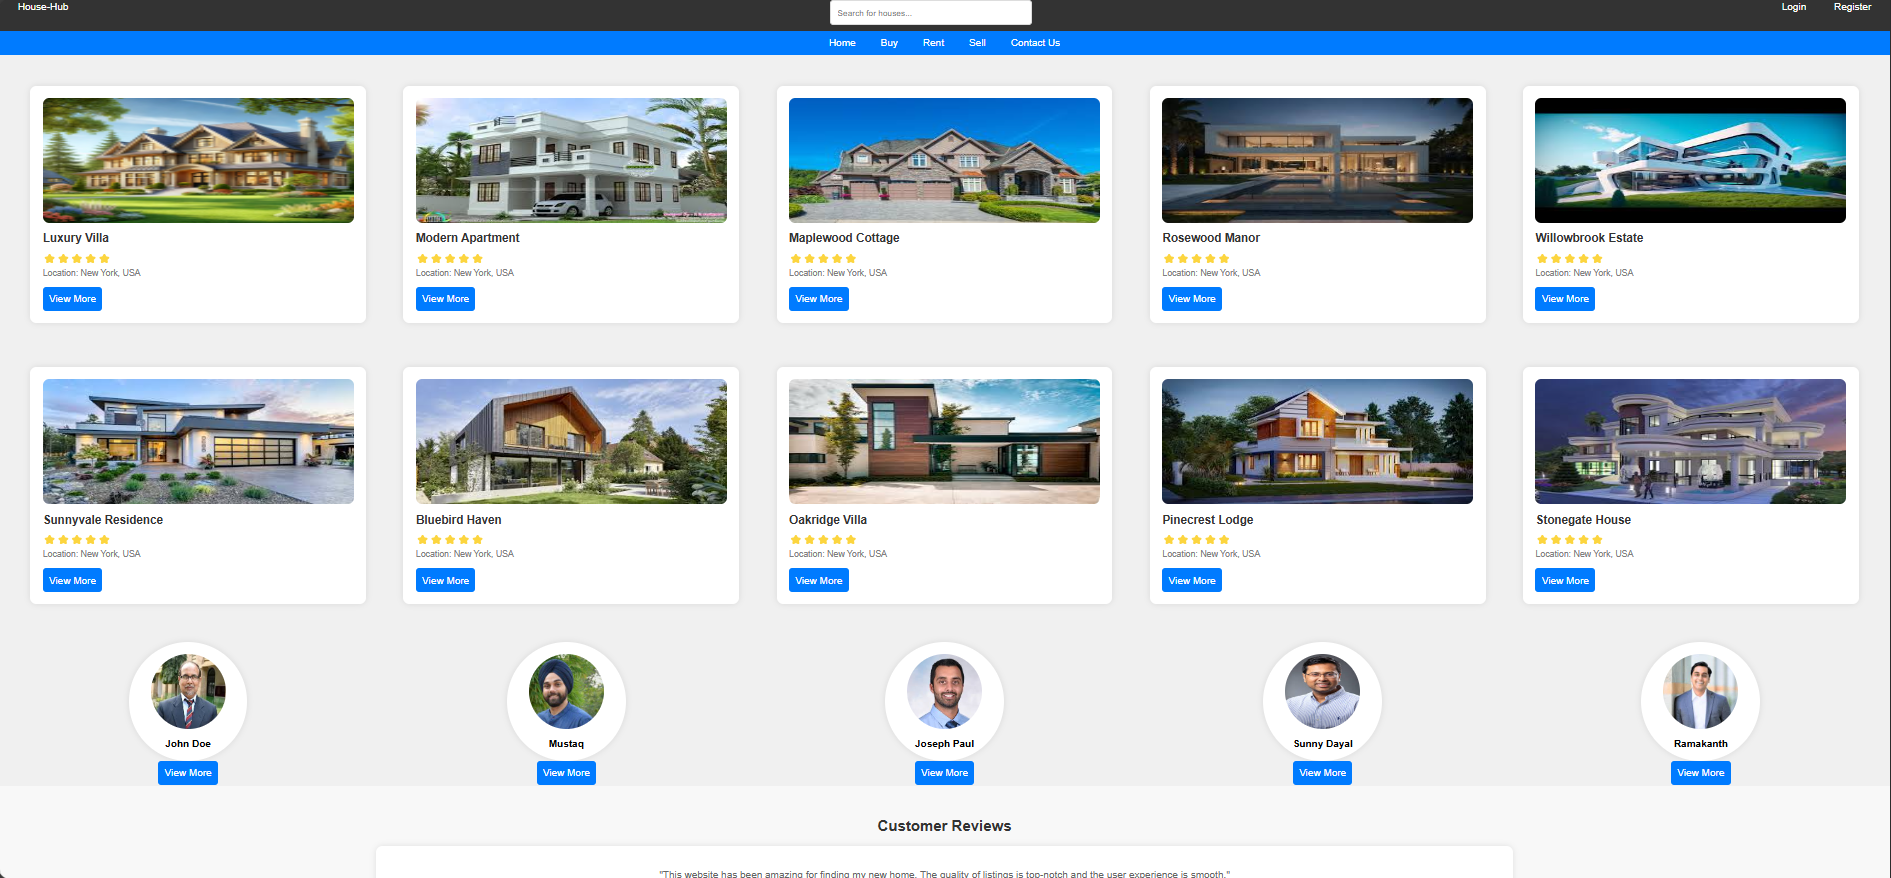 House-Hub
Search for houses...
Login
Register
Home
Buy
Rent
Sell
Contact Us
Luxury Villa
Location: New York, USA
View More
Modern Apartment
Location: New York, USA
View More
Maplewood Cottage
Location: New York, USA
View More
Rosewood Manor
Location: New York, USA
View More
Willowbrook Estate
Location: New York, USA
View More
Sunnyvale Residence
Location: New York, USA
View More
Bluebird Haven
Location: New York, USA
View More
Oakridge Villa
Location: New York, USA
View More
Pinecrest Lodge
Location: New York, USA
View More
Stonegate House
Location: New York, USA
View More
John Doe
View More
Mustaq
View More
Joseph Paul
View More
Sunny Dayal
View More
Ramakanth
View More
Customer Reviews
"This website has been amazing for finding my new home. The quality of listings is top-notch and the user experience is smooth."